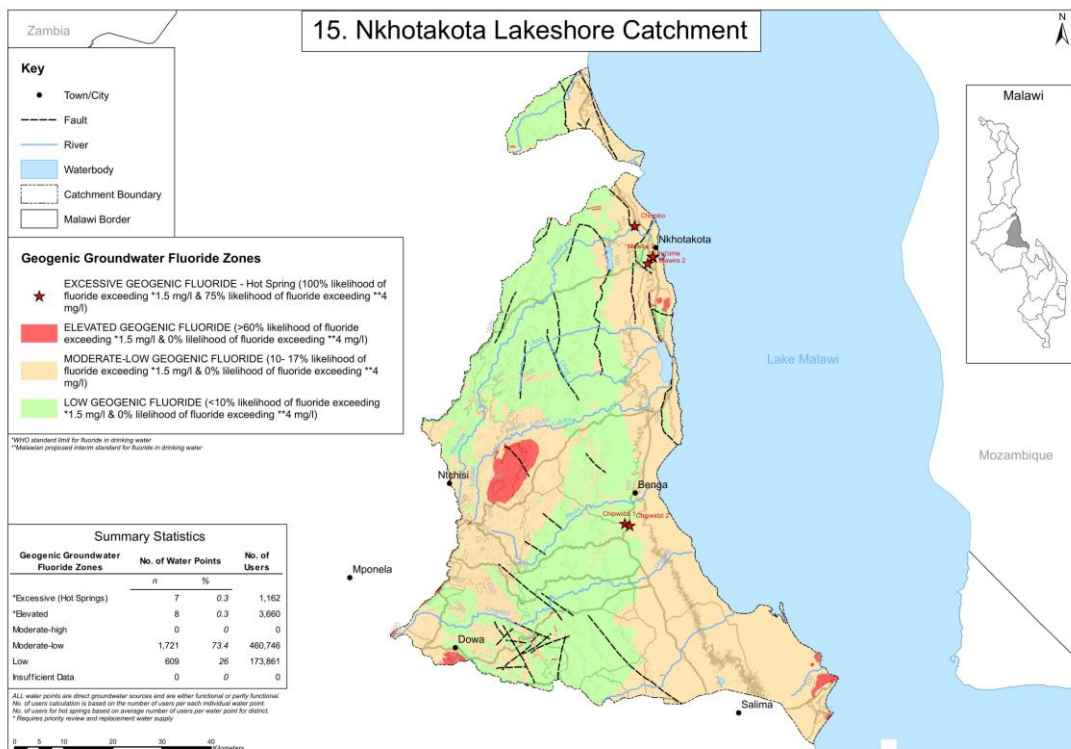 15. Nkhotakota Lakeshore Catchment
Zambia
N
Key
Town/City
Fault
River
Waterbody
Catchment Boundary
Malawi Border
Malawi
Geogenic Groundwater Fluoride Zones
EXCESSIVE GEOGENIC FLUORIDE - Hot Spring (100% likelihood of
fluoride exceeding *1.5 mg/l & 75% likelihood of fluoride exceeding **4
mg/l)
ELEVATED GEOGENIC FLUORIDE (>60% likelihood of fluoride
exceeding *1.5 mg/l & 0% likelihood of fluoride exceeding **4 mg/l)
MODERATE-LOW GEOGENIC FLUORIDE (10- 17% likelihood of
fluoride exceeding *1.5 mg/l & 0% lilelihood of fluoride exceeding **4
mg/l)
LOW GEOGENIC FLUORIDE (<10% likelihood of fluoride exceeding
*1.5 mg/l & 0% lilelihood of fluoride exceeding **4 mg/l)
*WHO standard limit for fluoride in drinking water
**Malawian proposed interim standard for fluoride in drinking water
Chombo
Nkhotakota
Mawira 2
Lake Malawi
Mozambique
Ntchisi
Benga
Chipwidzi 1
Chipwidzi 2
Mponela
Dowa
Salima
Summary Statistics
Geogenic Groundwater Fluoride Zones No. of Water Points No. of Users
n %
*Excessive (Hot Springs) 7 0.3 1,162
*Elevated 8 0.3 3,660
Moderate-high 0 0 0
Moderate-low 1,721 73.4 460,746
Low 609 26 173,861
Insufficient Data 0 0 0
ALL water points are direct groundwater sources and are either functional or partly functional.
No. of users calculation is based on the number of users per each individual water point.
No. of users for hot springs based on average number of users per water point for district.
* Requires priority review and replacement water supply
0 5 10 20 30 40
Kilometers